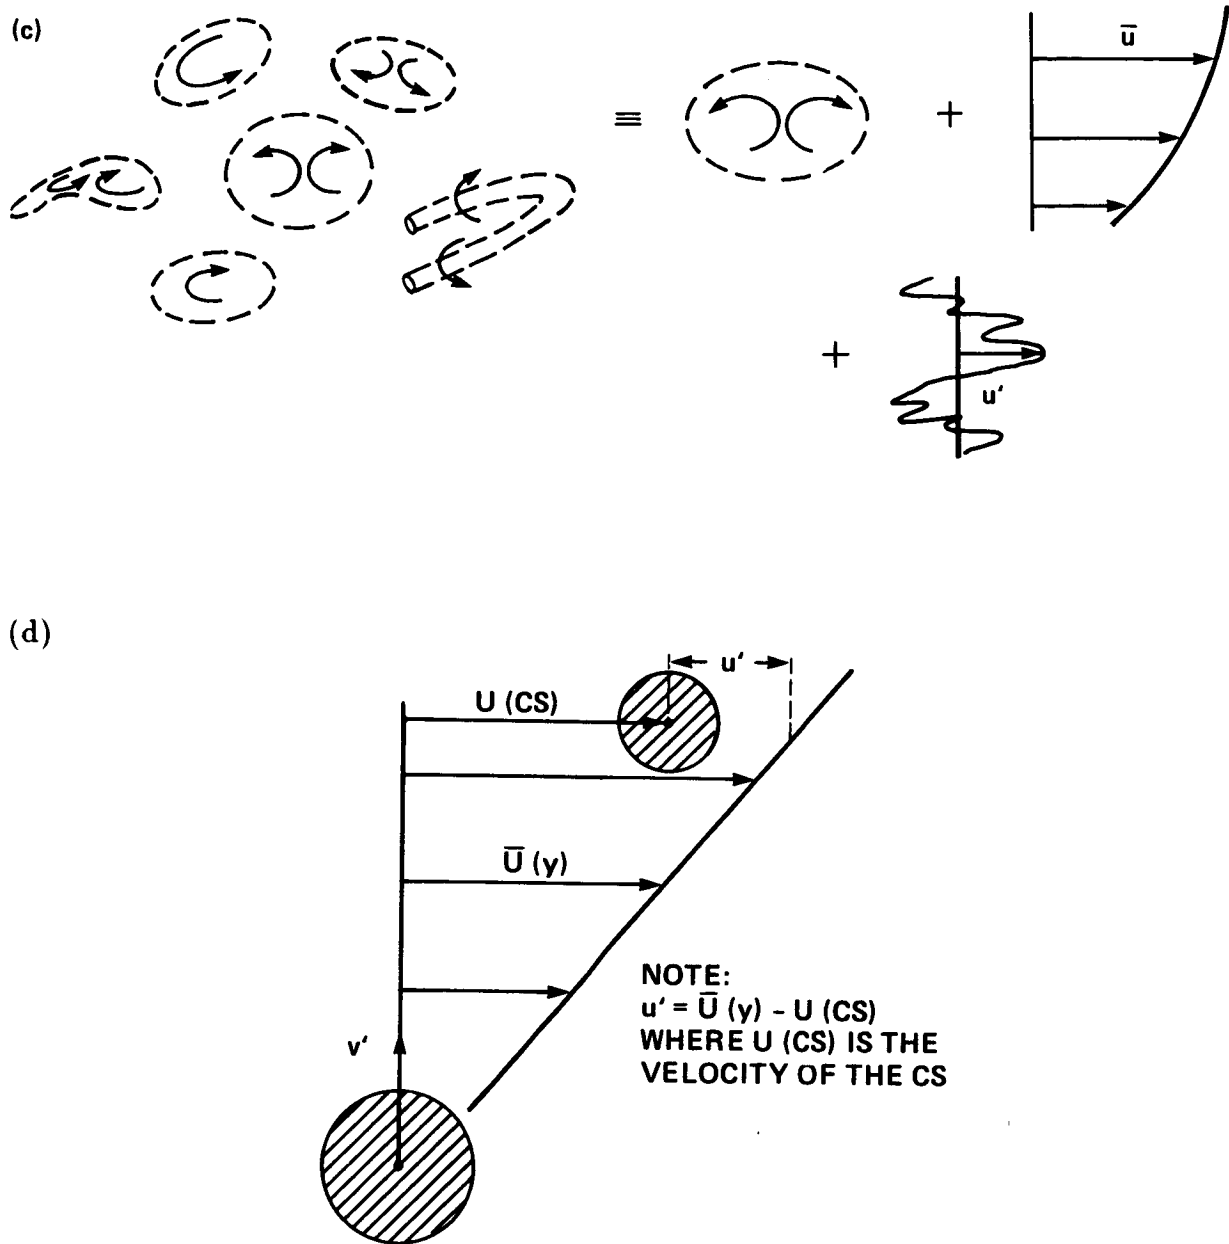 (c)
ū
≡
+
+
u′
(d)
u′
U (CS)
Ū (y)
v′
NOTE:
u′ = Ū (y) – U (CS)
WHERE U (CS) IS THE
VELOCITY OF THE CS